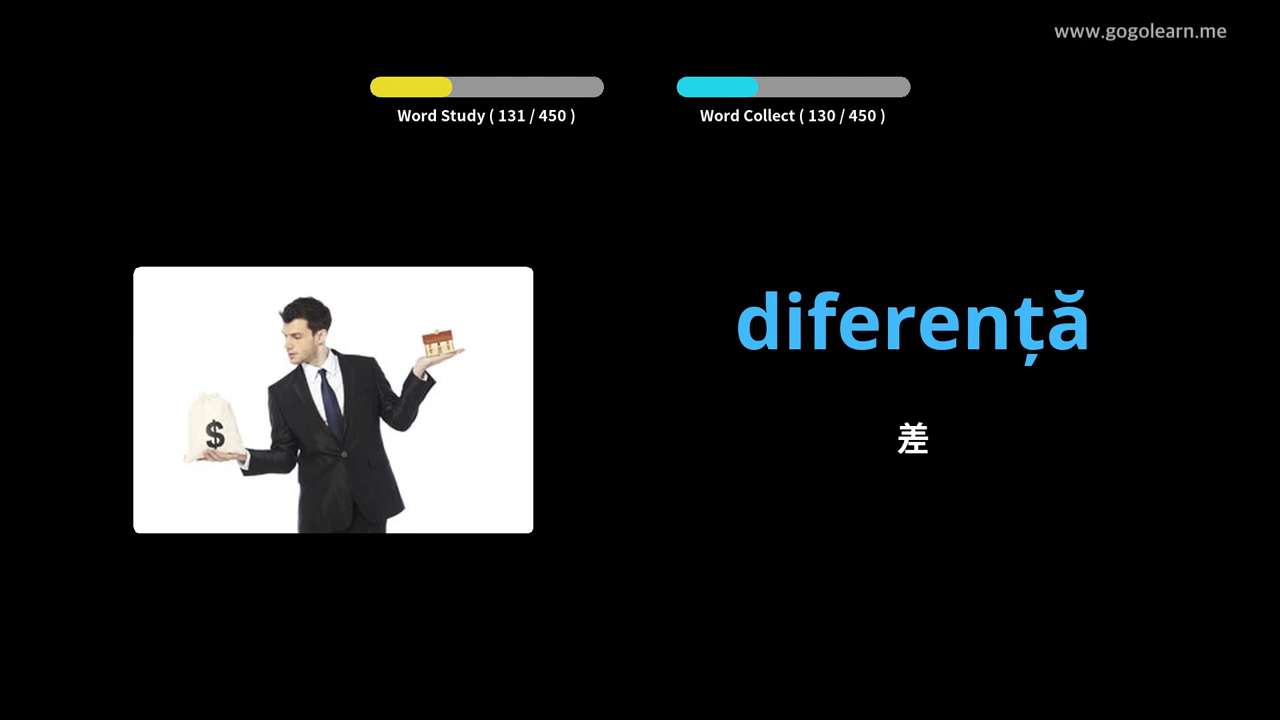 www.gogolearn.me
Word Study ( 131 / 450 )
Word Collect ( 130 / 450 )
diferență
差
$